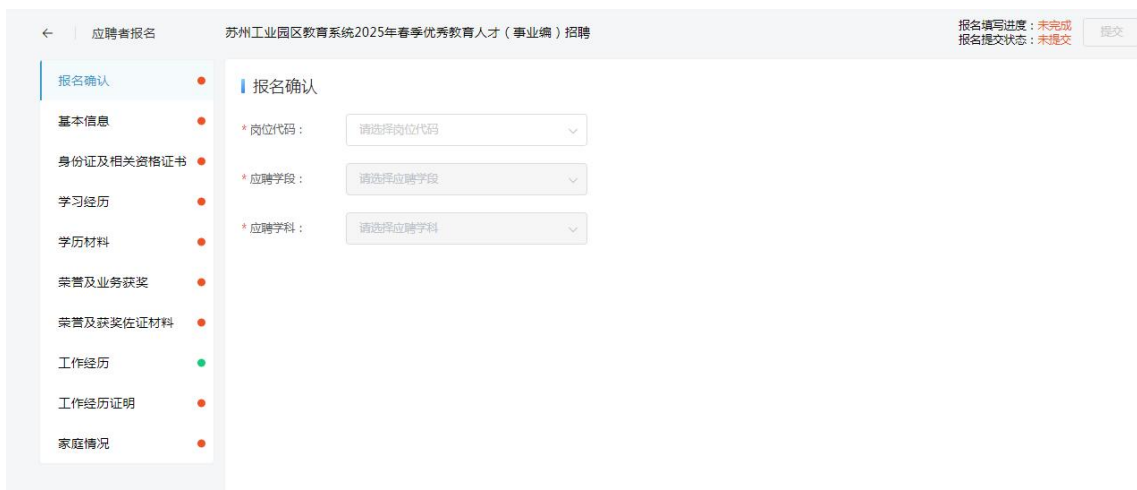 ← 应聘者报名 苏州工业园区教育系统2025年春季优秀教育人才（事业编）招聘
报名填写进度：未完成
报名提交状态：未提交
提交
报名确认
基本信息
身份证及相关资格证书
学习经历
学历材料
荣誉及业务获奖
荣誉及获奖佐证材料
工作经历
工作经历证明
家庭情况
报名确认
* 岗位代码： 请选择岗位代码
* 应聘学段： 请选择应聘学段
* 应聘学科： 请选择应聘学科